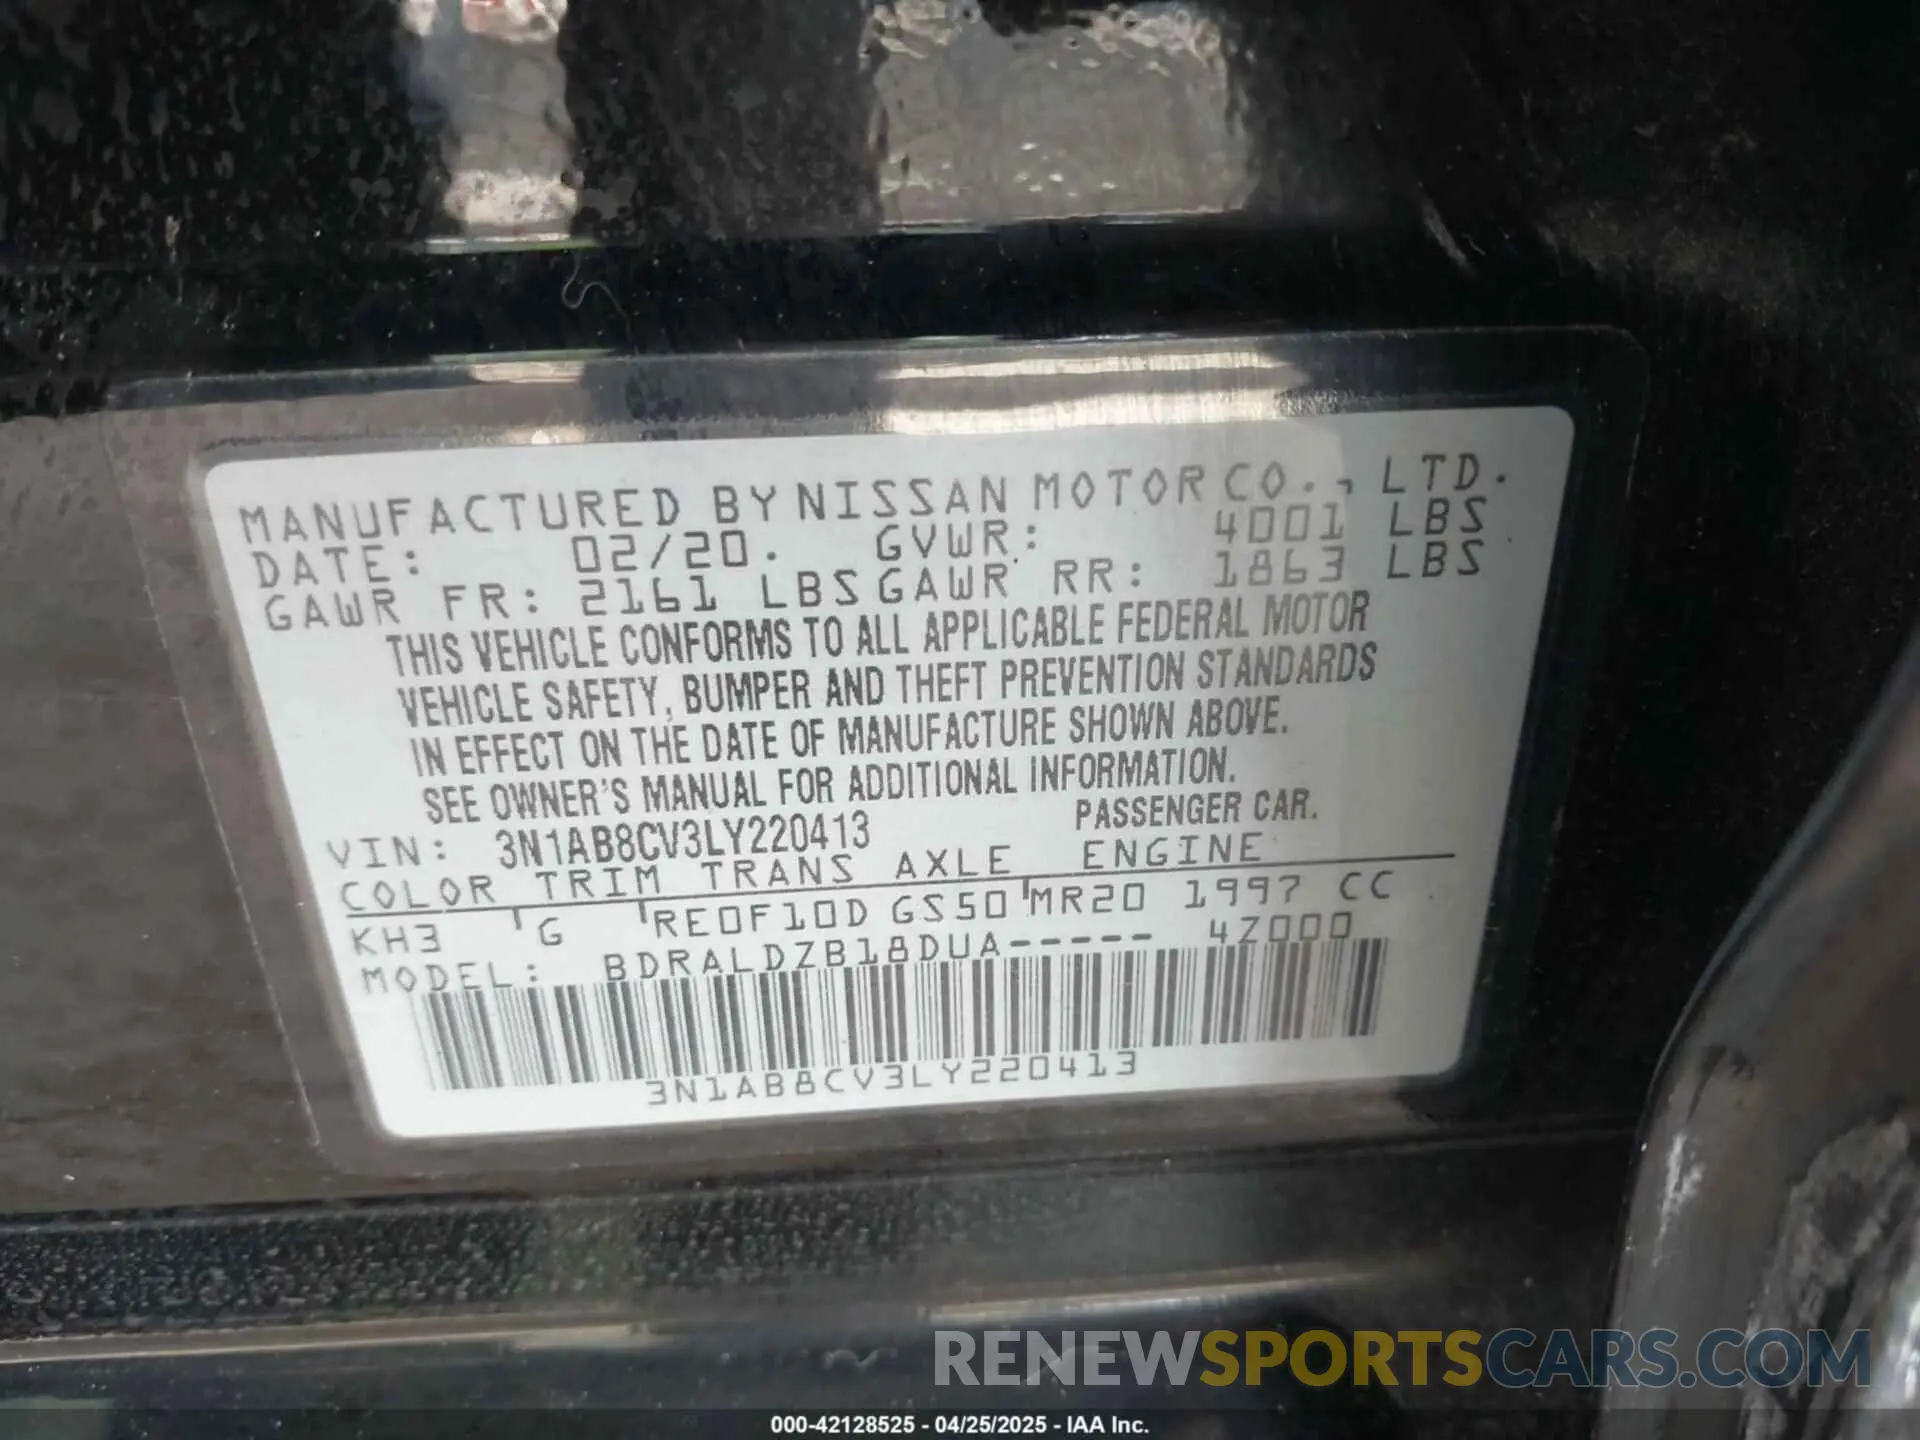 MANUFACTURED BY NISSAN MOTOR CO., LTD.
DATE: 02/20. GVWR: 4001 LBS
GAWR FR: 2161 LBS GAWR RR: 1863 LBS
THIS VEHICLE CONFORMS TO ALL APPLICABLE FEDERAL MOTOR
VEHICLE SAFETY, BUMPER AND THEFT PREVENTION STANDARDS
IN EFFECT ON THE DATE OF MANUFACTURE SHOWN ABOVE.
SEE OWNER'S MANUAL FOR ADDITIONAL INFORMATION.
VIN: 3N1AB8CV3LY220413 PASSENGER CAR.
COLOR TRIM TRANS AXLE ENGINE
KH3 G RE0F10D GS50 MR20 1997 CC
MODEL: BDRALDZB18DUA----- 4Z000
3N1AB8CV3LY220413
RENEWSPORTSCARS.COM
000-42128525 - 04/25/2025 - IAA Inc.